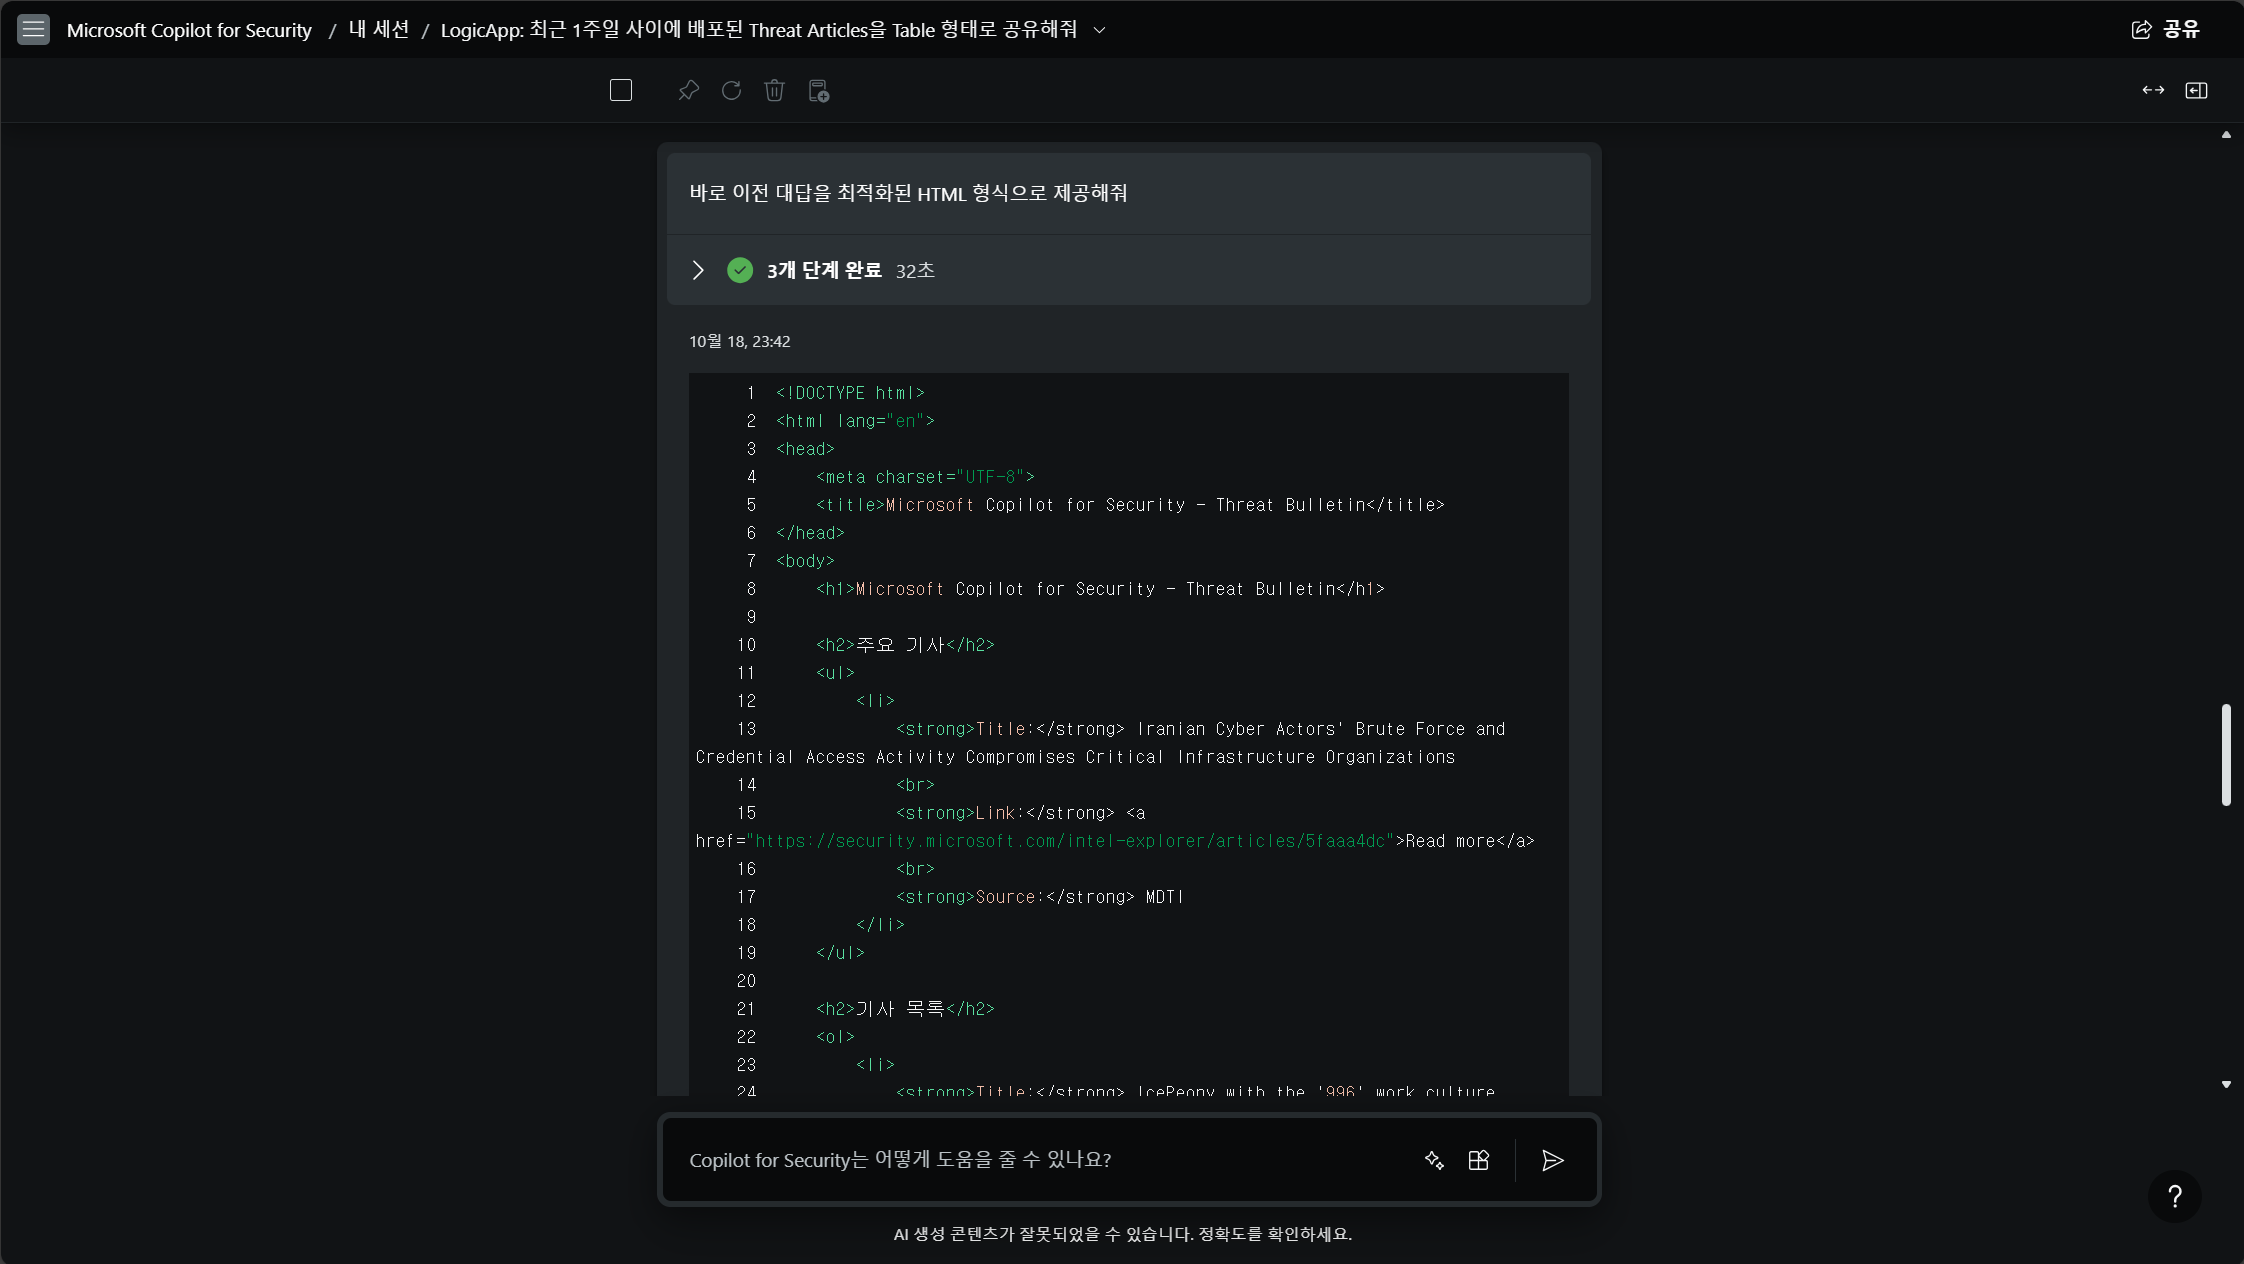 Microsoft Copilot for Security / 내 세션 / LogicApp: 최근 1주일 사이에 배포된 Threat Articles을 Table 형태로 공유해줘
공유
바로 이전 대답을 최적화된 HTML 형식으로 제공해줘
3개 단계 완료 32초
10월 18, 23:42
1 <!DOCTYPE html>
2 <html lang="en">
3 <head>
4 <meta charset="UTF-8">
5 <title>Microsoft Copilot for Security - Threat Bulletin</title>
6 </head>
7 <body>
8 <h1>Microsoft Copilot for Security - Threat Bulletin</h1>
9
10 <h2>주요 기사</h2>
11 <ul>
12 <li>
13 <strong>Title:</strong> Iranian Cyber Actors' Brute Force and
Credential Access Activity Compromises Critical Infrastructure Organizations
14 <br>
15 <strong>Link:</strong> <a
href="https://security.microsoft.com/intel-explorer/articles/5faaa4dc">Read more</a>
16 <br>
17 <strong>Source:</strong> MDTI
18 </li>
19 </ul>
20
21 <h2>기사 목록</h2>
22 <ol>
23 <li>
24 <strong>Title:</strong> IcePeony with the '996' work culture
Copilot for Security는 어떻게 도움을 줄 수 있나요?
?
AI 생성 콘텐츠가 잘못되었을 수 있습니다. 정확도를 확인하세요.